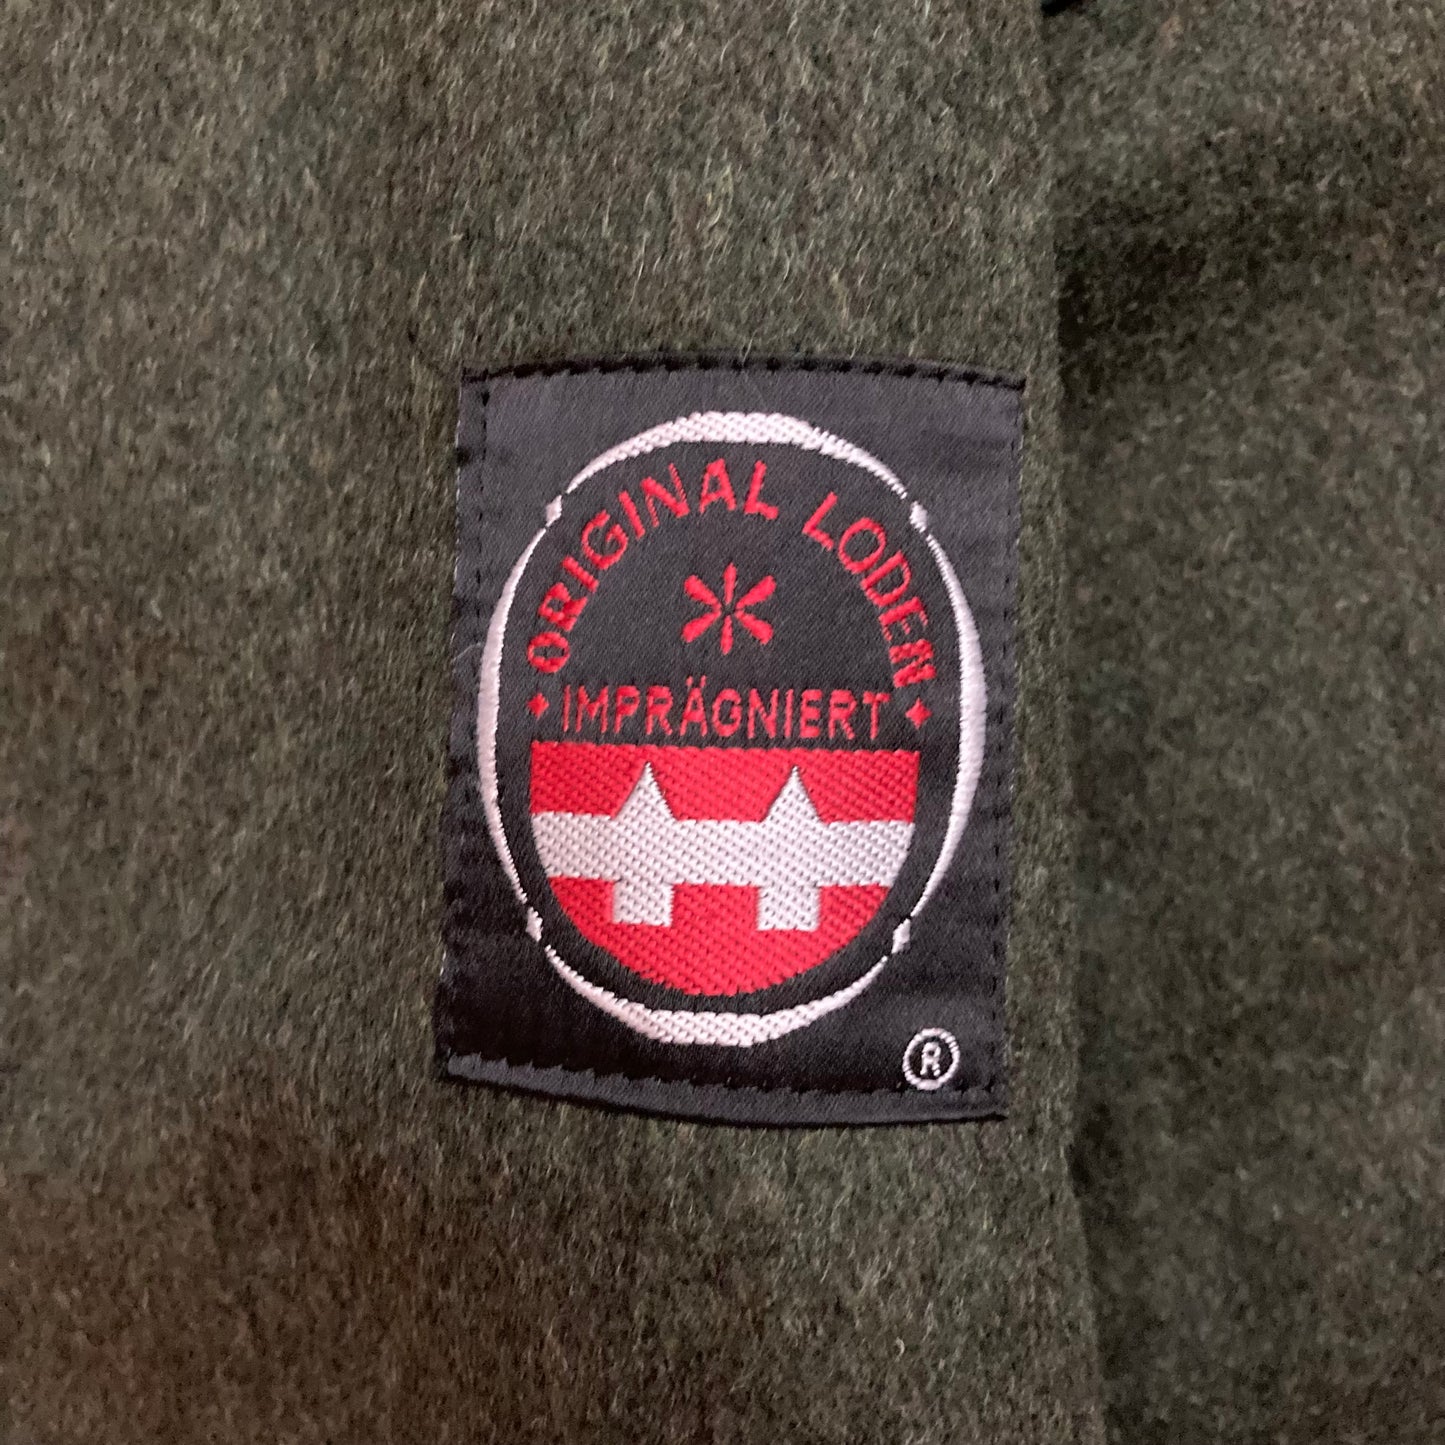 ORIGINAL LODEN
IMPRÄGNIERT
®